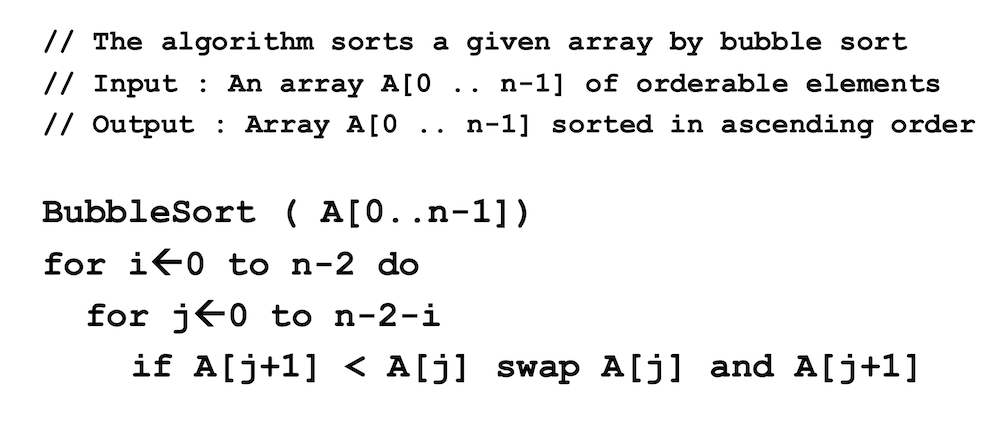 // The algorithm sorts a given array by bubble sort
// Input : An array A[0 .. n-1] of orderable elements
// Output : Array A[0 .. n-1] sorted in ascending order
BubbleSort ( A[0..n-1])
for i←0 to n-2 do
for j←0 to n-2-i
if A[j+1] < A[j] swap A[j] and A[j+1]